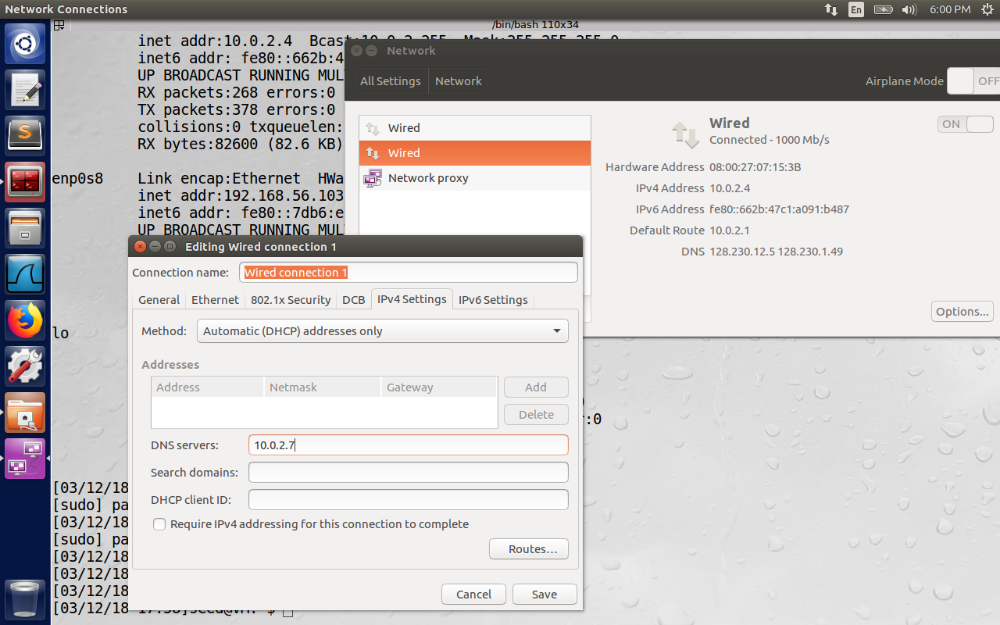 Network Connections
En
6:00 PM
/bin/bash 110x34
inet addr:10.0.2.4 Bcast:10.0.2.255 Mask:255.255.255.0
inet6 addr: fe80::662b:4
UP BROADCAST RUNNING MUL
RX packets:268 errors:0
TX packets:378 errors:0
collisions:0 txqueuelen:
RX bytes:82600 (82.6 KB)
enp0s8 Link encap:Ethernet HWa
inet addr:192.168.56.103
inet6 addr: fe80::7db6:e
UP BROADCAST RUNNING MUL
lo
r:0
[03/12/18
[sudo] pa
[03/12/18
[sudo] pa
[03/12/18
[03/12/18
[03/12/18
[03/12/18
$
Network
All Settings
Network
Airplane Mode
OFF
Wired
Wired
Network proxy
Wired
Connected - 1000 Mb/s
ON
Hardware Address 08:00:27:07:15:3B
IPv4 Address 10.0.2.4
IPv6 Address fe80::662b:47c1:a091:b487
Default Route 10.0.2.1
DNS 128.230.12.5 128.230.1.49
Options...
Editing Wired connection 1
Connection name: Wired connection 1
General Ethernet 802.1x Security DCB IPv4 Settings IPv6 Settings
Method: Automatic (DHCP) addresses only
Addresses
Address Netmask Gateway
Add
Delete
DNS servers: 10.0.2.7
Search domains:
DHCP client ID:
Require IPv4 addressing for this connection to complete
Routes…
Cancel Save